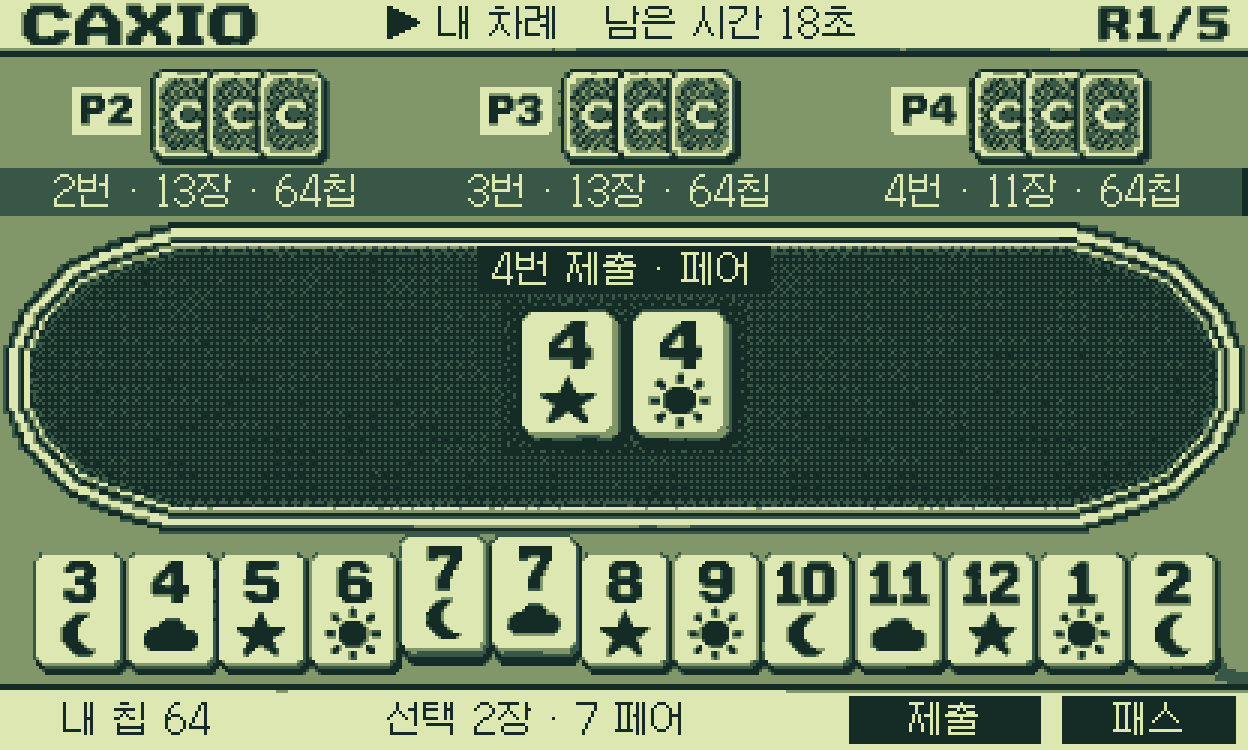 CAXIO ▶ 내 차례 남은 시간 18초 R1/5
P2 C C C P3 C C C P4 C C C
2번 · 13장 · 64칩 3번 · 13장 · 64칩 4번 · 11장 · 64칩
4번 제출 · 페어
4 4
3 4 5 6 7 7 8 9 10 11 12 1 2
내 칩 64 선택 2장 · 7 페어 제출 패스